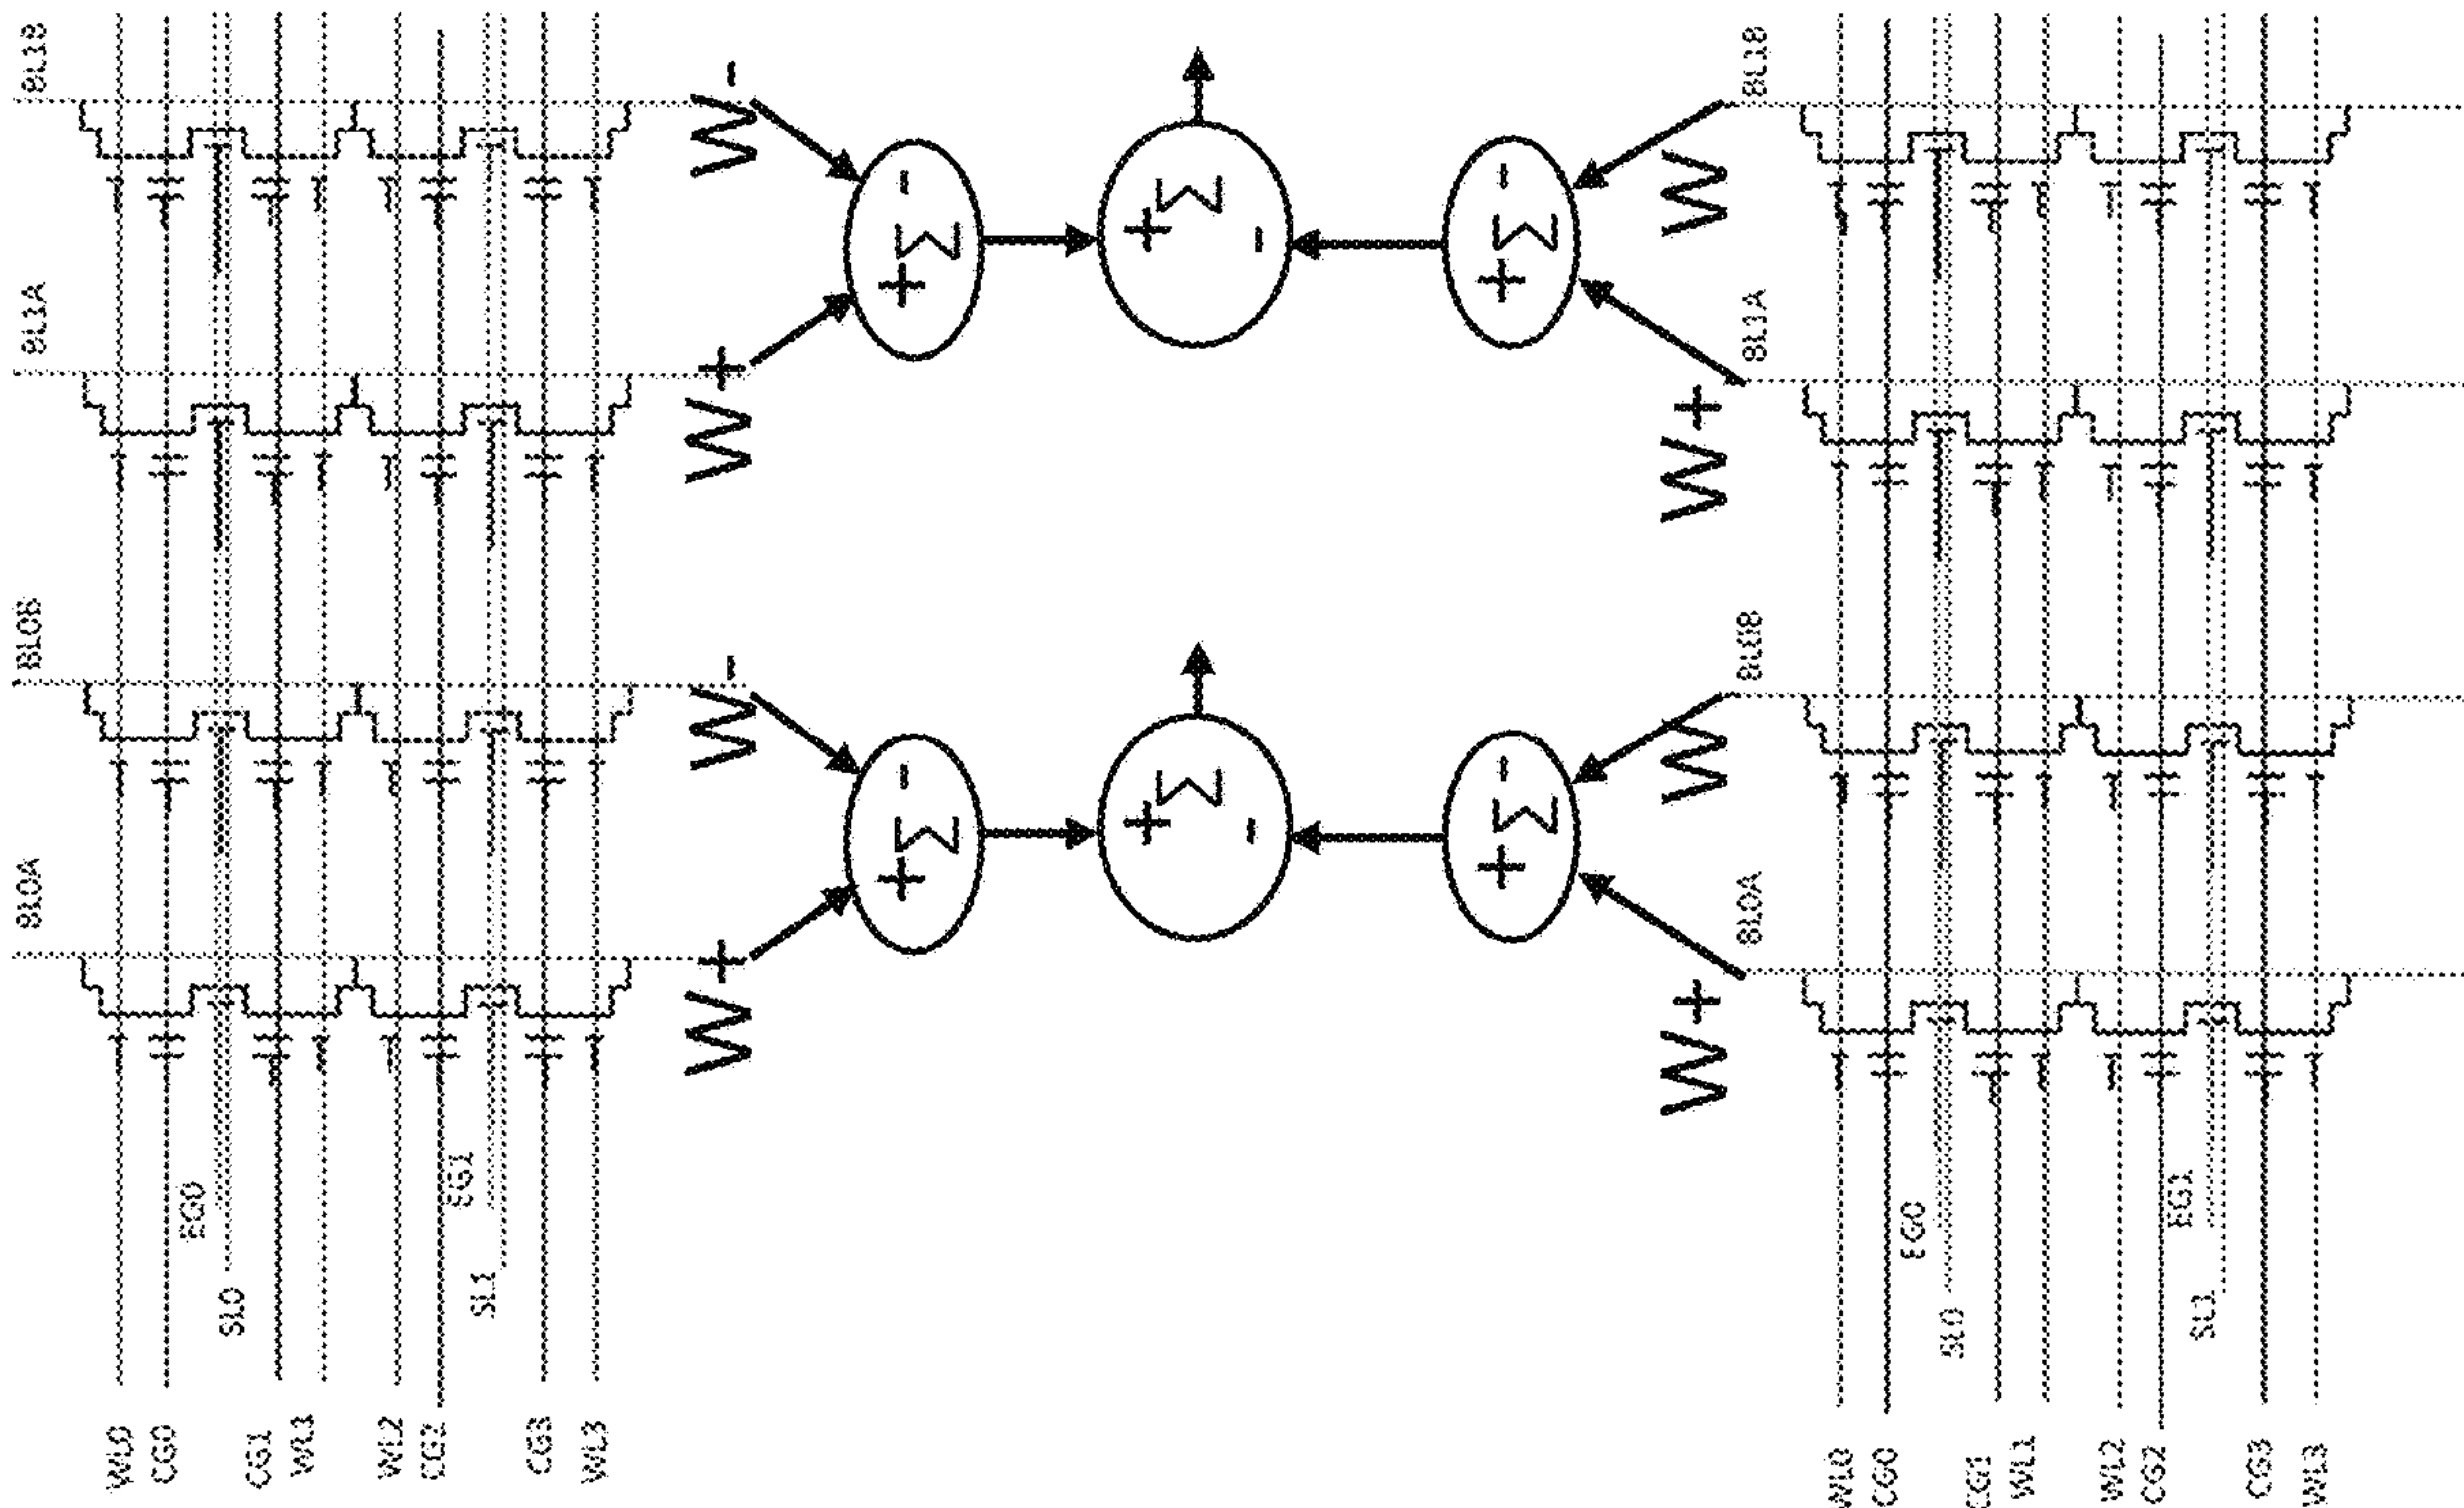 BL0A BL0B BL1A BL1B
WL0
CG0
EG0
SL0
CG1
WL1
WL2
CG2
EG1
SL1
CG3
WL3
W+ W- W+ W-
+ Σ - + Σ -
+ +
Σ Σ
- -
+ Σ - + Σ -
W+ W W+ W
BL0A BL0B BL1A BL1B
WL0
CG0
EG0
SL0
CG1
WL1
WL2
CG2
EG1
SL1
CG3
WL3